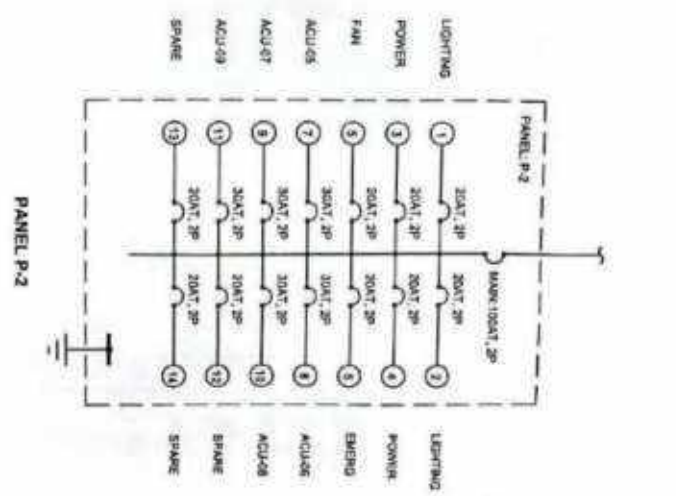 PANEL: P-2
MAIN:100AT, 2P
LIGHTING 1 20AT, 2P 20AT, 2P 2 LIGHTING
POWER 3 20AT, 2P 20AT, 2P 4 POWER
FAN 5 20AT, 2P 20AT, 2P 6 EMERG
ACU-05 7 30AT, 2P 30AT, 2P 8 ACU-06
ACU-07 9 30AT, 2P 30AT, 2P 10 ACU-08
ACU-09 11 30AT, 2P 20AT, 2P 12 SPARE
SPARE 13 20AT, 2P 20AT, 2P 14 SPARE
PANEL P-2